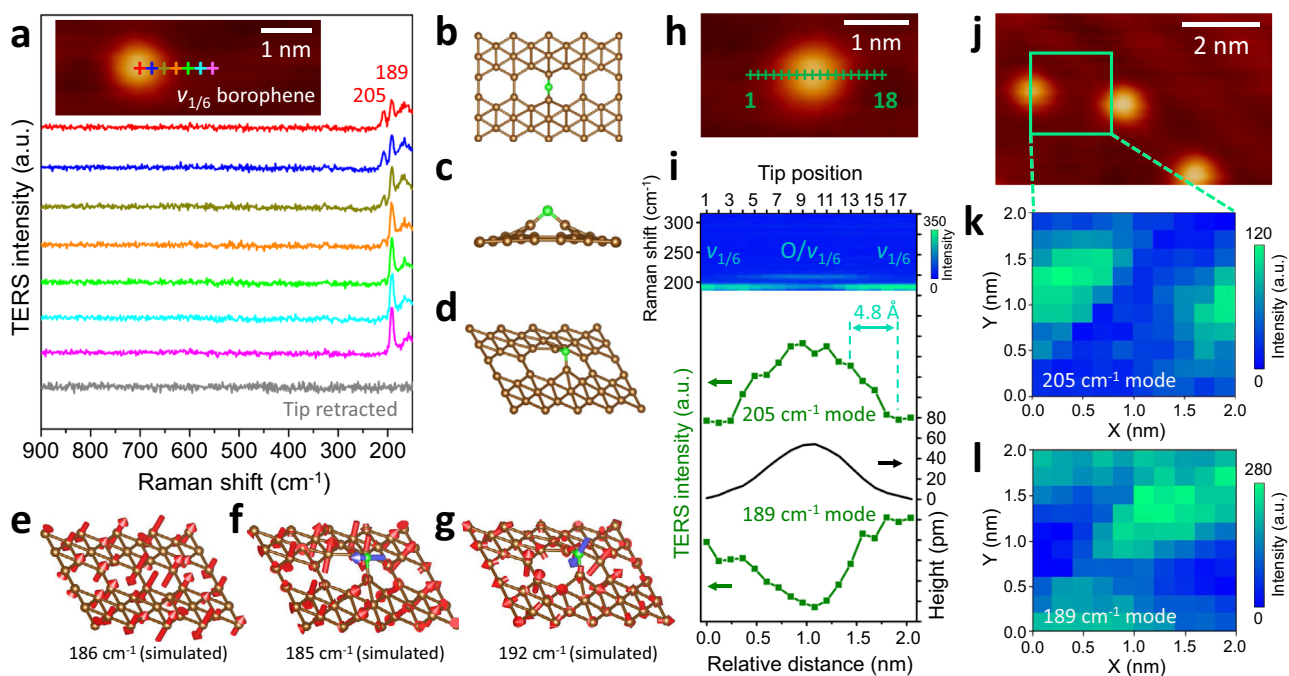 a
1 nm
189
205
v1/6 borophene
TERS intensity (a.u.)
Tip retracted
900 800 700 600 500 400 300 200
Raman shift (cm-1)
b
c
d
e
186 cm-1 (simulated)
f
185 cm-1 (simulated)
g
192 cm-1 (simulated)
h
1 nm
1 18
i
Tip position
1 3 5 7 9 11 13 15 17
Raman shift (cm-1)
300
250
200
v1/6 O/v1/6 v1/6
350
Intensity
0
4.8 Å
TERS intensity (a.u.)
205 cm-1 mode
80
60
40
20
0
Height (pm)
189 cm-1 mode
0.0 0.5 1.0 1.5 2.0
Relative distance (nm)
j
2 nm
k
2.0
1.5
1.0
0.5
0.0
Y (nm)
205 cm-1 mode
0.0 0.5 1.0 1.5 2.0
X (nm)
120
Intensity (a.u.)
0
l
2.0
1.5
1.0
0.5
0.0
Y (nm)
189 cm-1 mode
0.0 0.5 1.0 1.5 2.0
X (nm)
280
Intensity (a.u.)
0